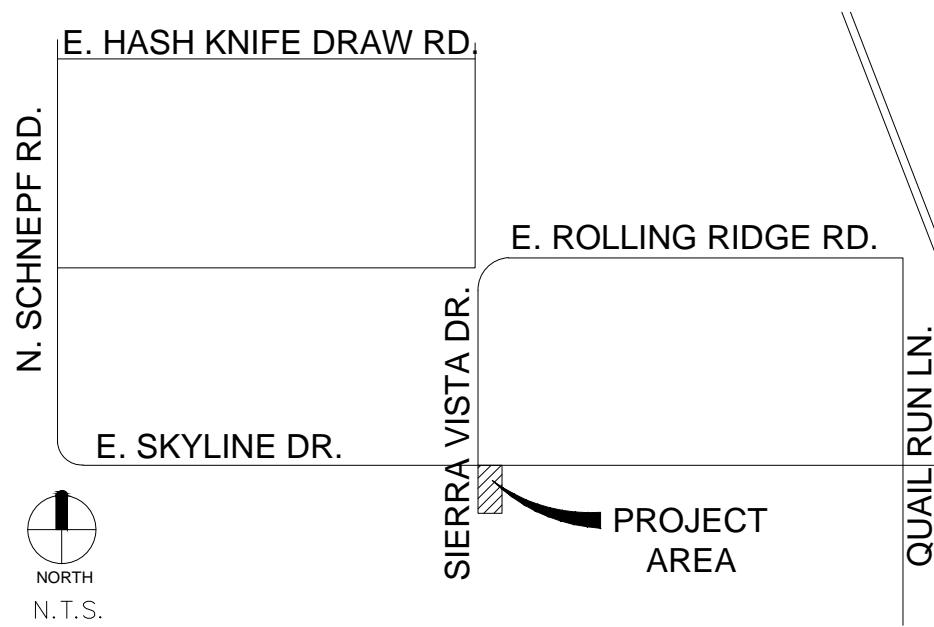 E. HASH KNIFE DRAW RD.
N. SCHNEPF RD.
E. ROLLING RIDGE RD.
SIERRA VISTA DR.
QUAIL RUN LN.
E. SKYLINE DR.
PROJECT
AREA
NORTH
N.T.S.